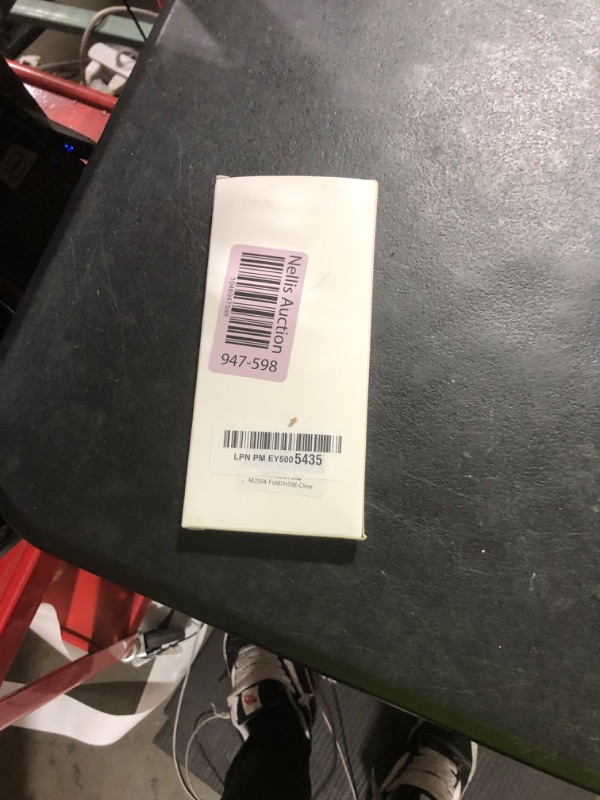 Nellis Auction
947-598
LPN PM EY5005435
M2504-Fold7HSM-Clear